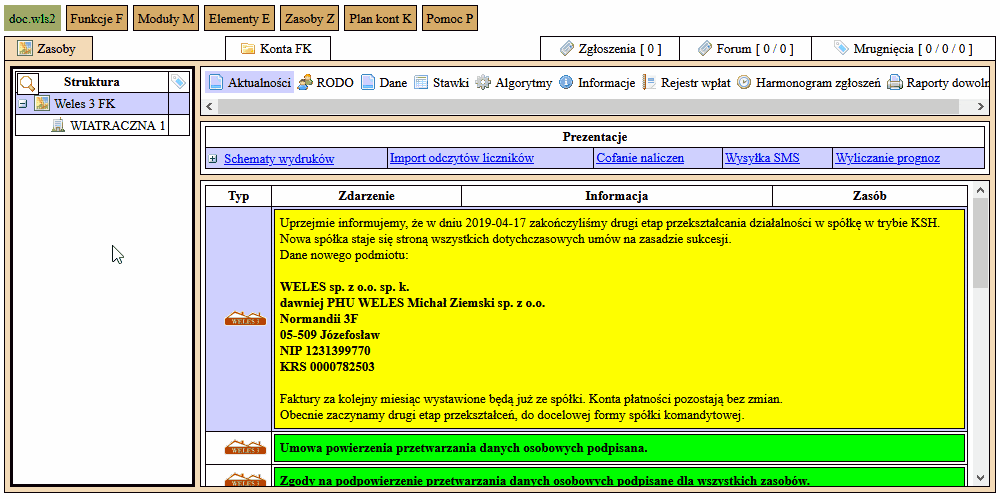 doc.wls2 Funkcje F Moduły M Elementy E Zasoby Z Plan kont K Pomoc P
Zasoby Konta FK Zgłoszenia [ 0 ] Forum [ 0 / 0 ] Mrugnięcia [ 0 / 0 / 0 ]
Struktura
Weles 3 FK
WIATRACZNA 1
Aktualności RODO Dane Stawki Algorytmy Informacje Rejestr wpłat Harmonogram zgłoszeń Raporty dowoln
Prezentacje
Schematy wydruków Import odczytów liczników Cofanie naliczen Wysyłka SMS Wyliczanie prognoz
Typ Zdarzenie Informacja Zasób
Uprzejmie informujemy, że w dniu 2019-04-17 zakończyliśmy drugi etap przekształcania działalności w spółkę w trybie KSH.
Nowa spółka staje się stroną wszystkich dotychczasowych umów na zasadzie sukcesji.
Dane nowego podmiotu:
WELES sp. z o.o. sp. k.
dawniej PHU WELES Michał Ziemski sp. z o.o.
Normandii 3F
05-509 Józefosław
NIP 1231399770
KRS 0000782503
WELES 3
Faktury za kolejny miesiąc wystawione będą już ze spółki. Konta płatności pozostają bez zmian.
Obecnie zaczynamy drugi etap przekształceń, do docelowej formy spółki komandytowej.
WELES 3 Umowa powierzenia przetwarzania danych osobowych podpisana.
WELES 3 Zgody na podpowierzenie przetwarzania danych osobowych podpisane dla wszystkich zasobów.